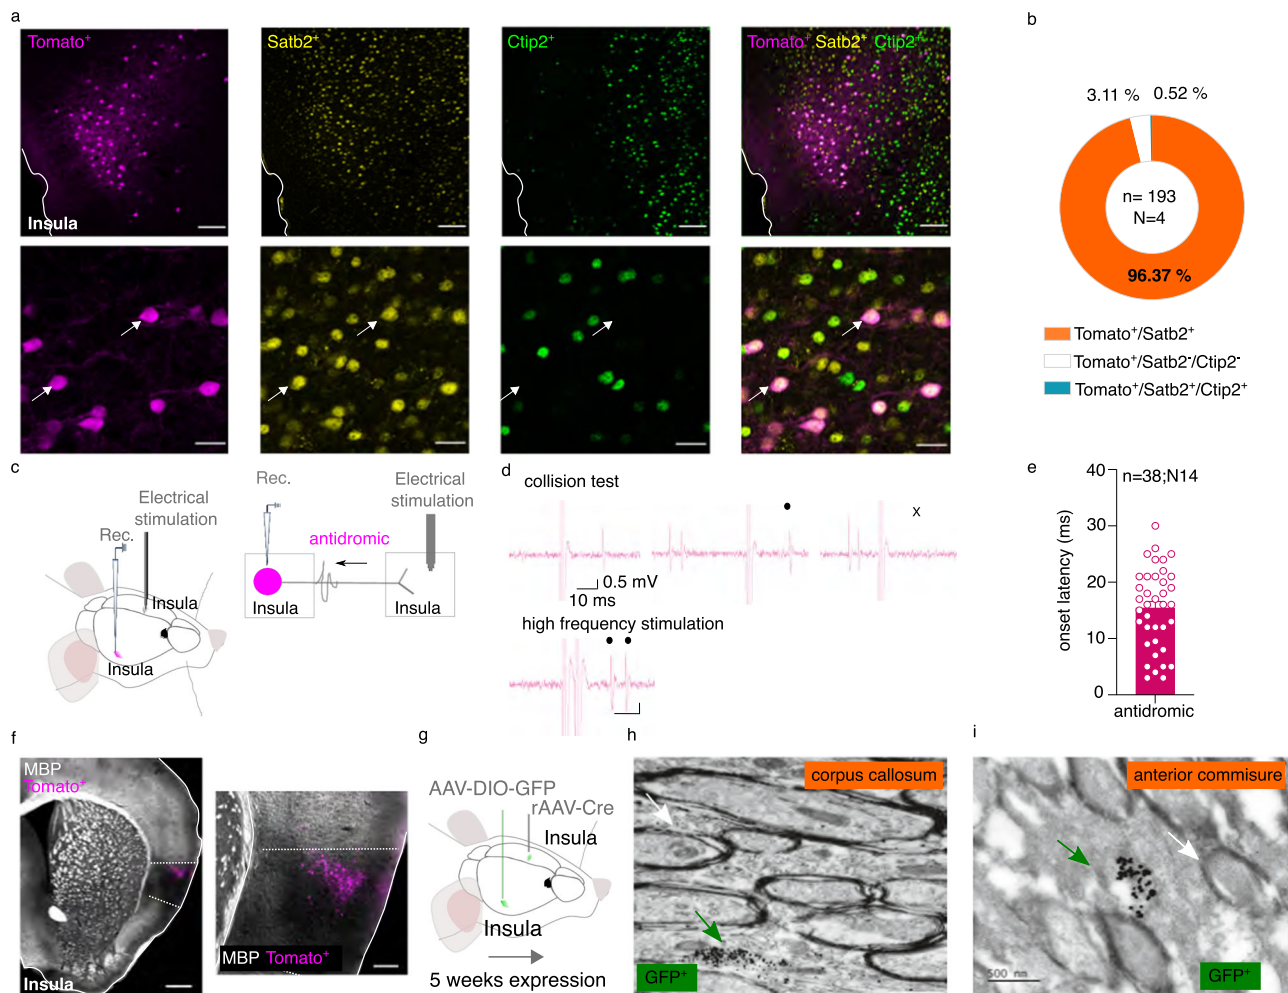 a
Tomato⁺
Satb2⁺
Ctip2⁺
Tomato⁺ Satb2⁺ Ctip2⁺
Insula
b
3.11 %
0.52 %
n= 193
N=4
96.37 %
Tomato⁺/Satb2⁺
Tomato⁺/Satb2⁻/Ctip2⁻
Tomato⁺/Satb2⁺/Ctip2⁺
c
Electrical
stimulation
Rec.
Insula
Insula
Rec.
Electrical
stimulation
antidromic
Insula
Insula
d
collision test
x
0.5 mV
10 ms
high frequency stimulation
e
n=38;N14
onset latency (ms)
40
30
20
10
0
antidromic
f
MBP
Tomato⁺
Insula
MBP Tomato⁺
g
AAV-DIO-GFP
rAAV-Cre
Insula
Insula
5 weeks expression
h
corpus callosum
GFP⁺
i
anterior commisure
500 nm
GFP⁺